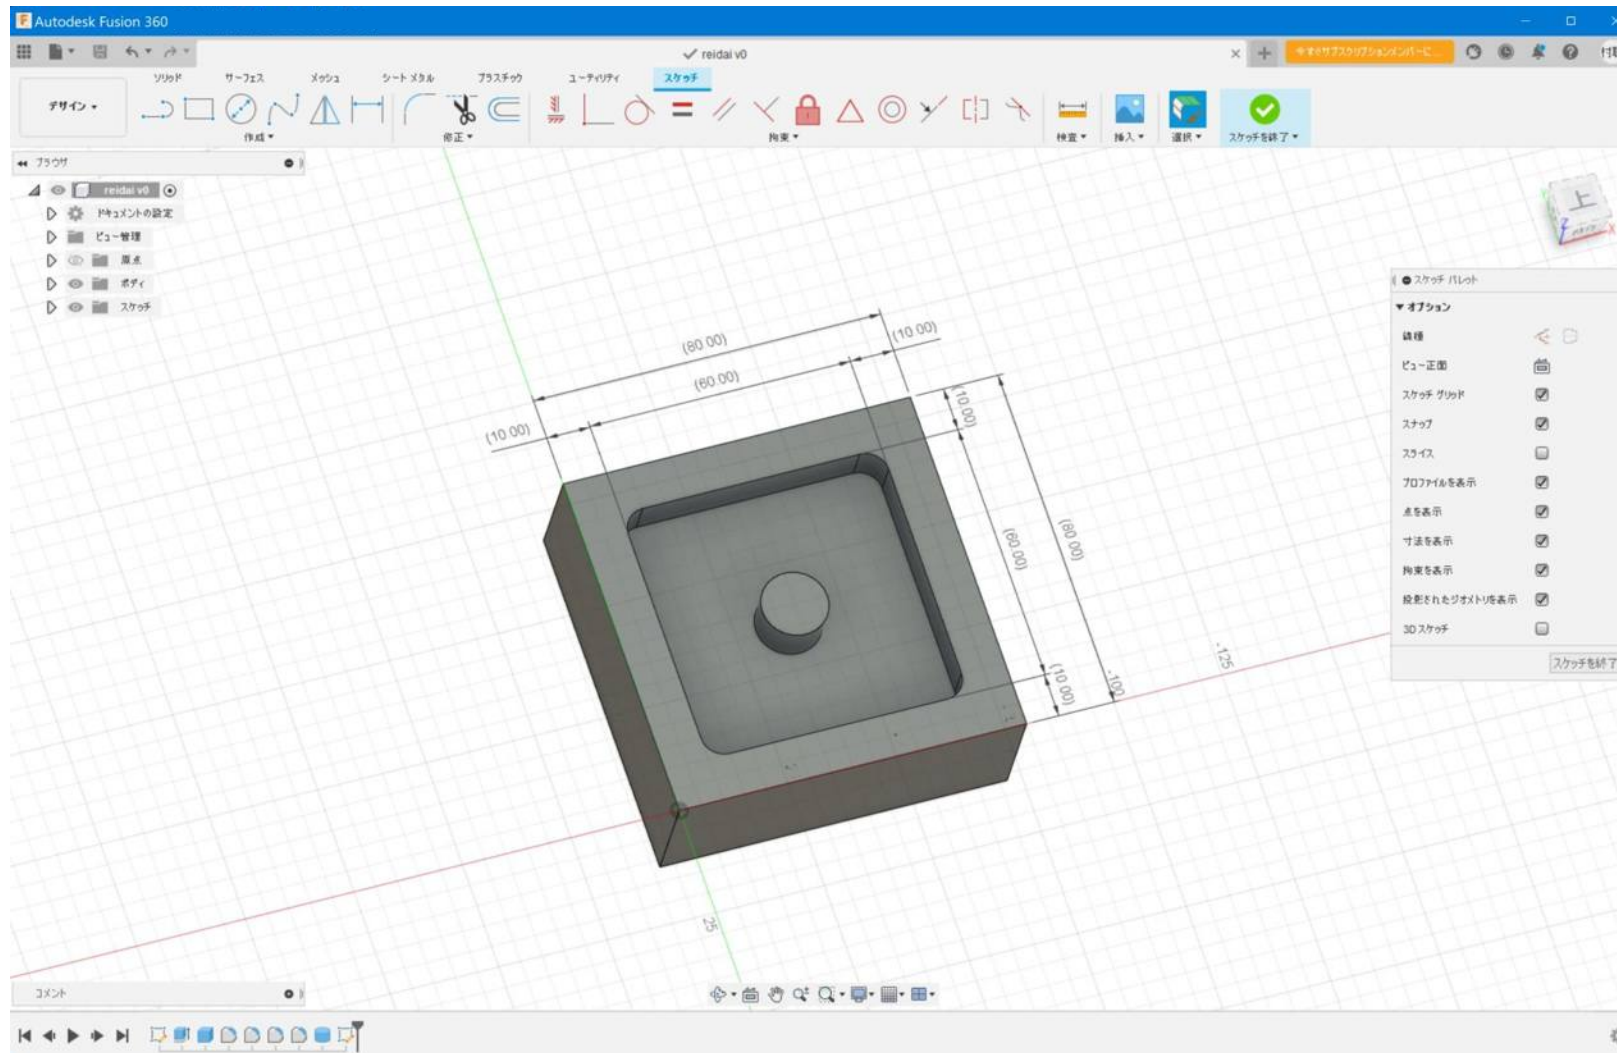 Autodesk Fusion 360
reidai v0
ソリッド サーフェス メッシュ シート メタル プラスチック ユーティリティ スケッチ
デザイン
作成 修正 拘束 検査 挿入 選択 スケッチを終了
ブラウザ
reidai v0
ドキュメントの設定
ビュー管理
原点
ボディ
スケッチ
上
X
Z
スケッチ パレット
オプション
線種
ビュー正面
スケッチ グリッド
スナップ
スライス
プロファイルを表示
点を表示
寸法を表示
拘束を表示
投影されたジオメトリを表示
3D スケッチ
スケッチを終了
(80.00)
(10.00)
(60.00)
(10.00)
(10.00)
(60.00)
(80.00)
(10.00)
-100
-125
25
コメント